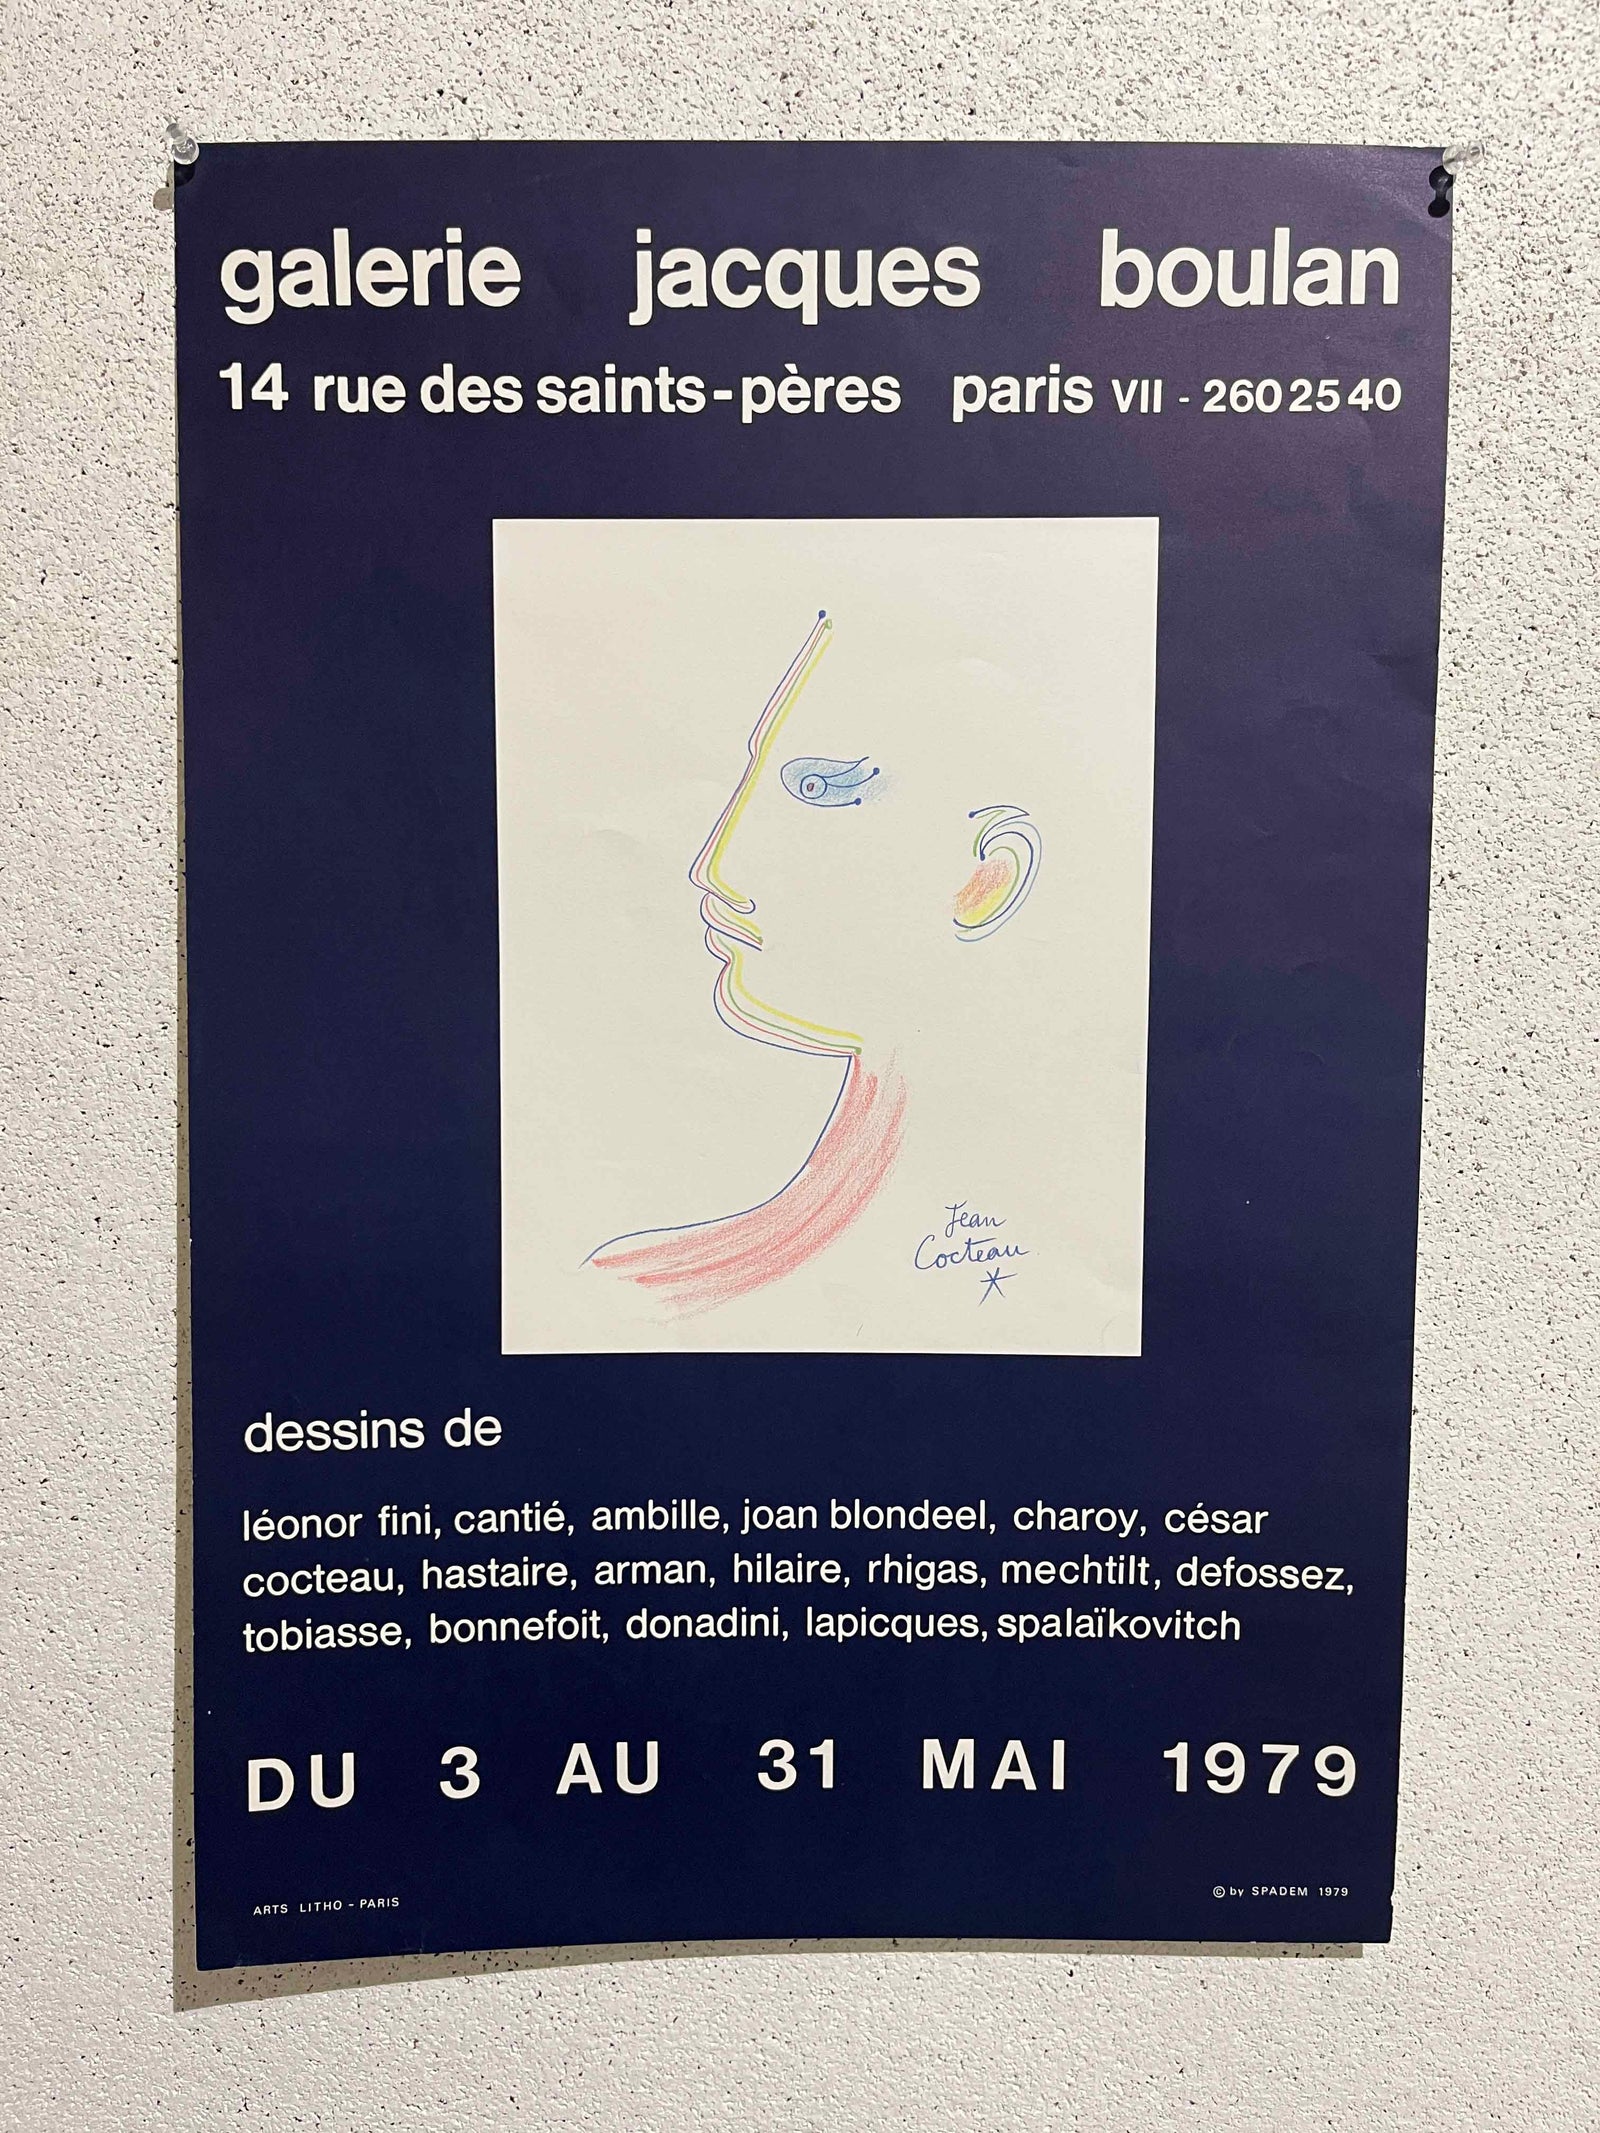 galerie jacques boulan
14 rue des saints-pères paris VII - 260 25 40
Jean
Cocteau
dessins de
léonor fini, cantié, ambille, joan blondeel, charoy, césar
cocteau, hastaire, arman, hilaire, rhigas, mechtilt, defossez,
tobiasse, bonnefoit, donadini, lapicques, spalaïkovitch
DU 3 AU 31 MAI 1979
ARTS LITHO - PARIS
© by SPADEM 1979